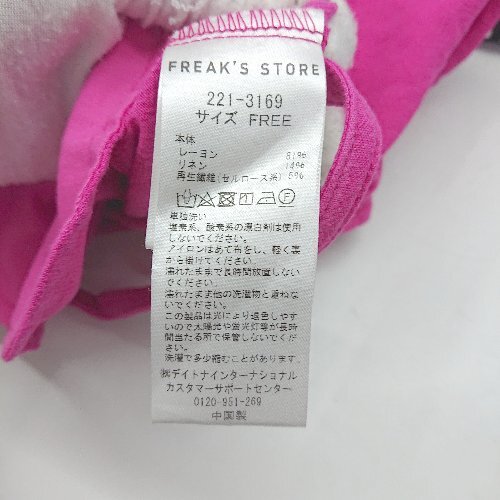 FREAK'S STORE
221-3169
サイズ FREE
本体
レーヨン 81%
リネン 14%
再生繊維(セルロース系) 5%
単独洗い
塩素系、酸素系の漂白剤は使用
しないでください。
アイロンはあて布をし、軽く裏
から掛けてください。
濡れたままで長時間放置しない
でください。
濡れたまま他の洗濯物と重ねな
いでください。
この製品は光により退色しやす
いので太陽光や蛍光灯等が長時
間当たる所で保管しないでくだ
さい。
洗濯で多少縮むことがあります。
㈱デイトナインターナショナル
カスタマーサポートセンター
0120-951-269
中国製